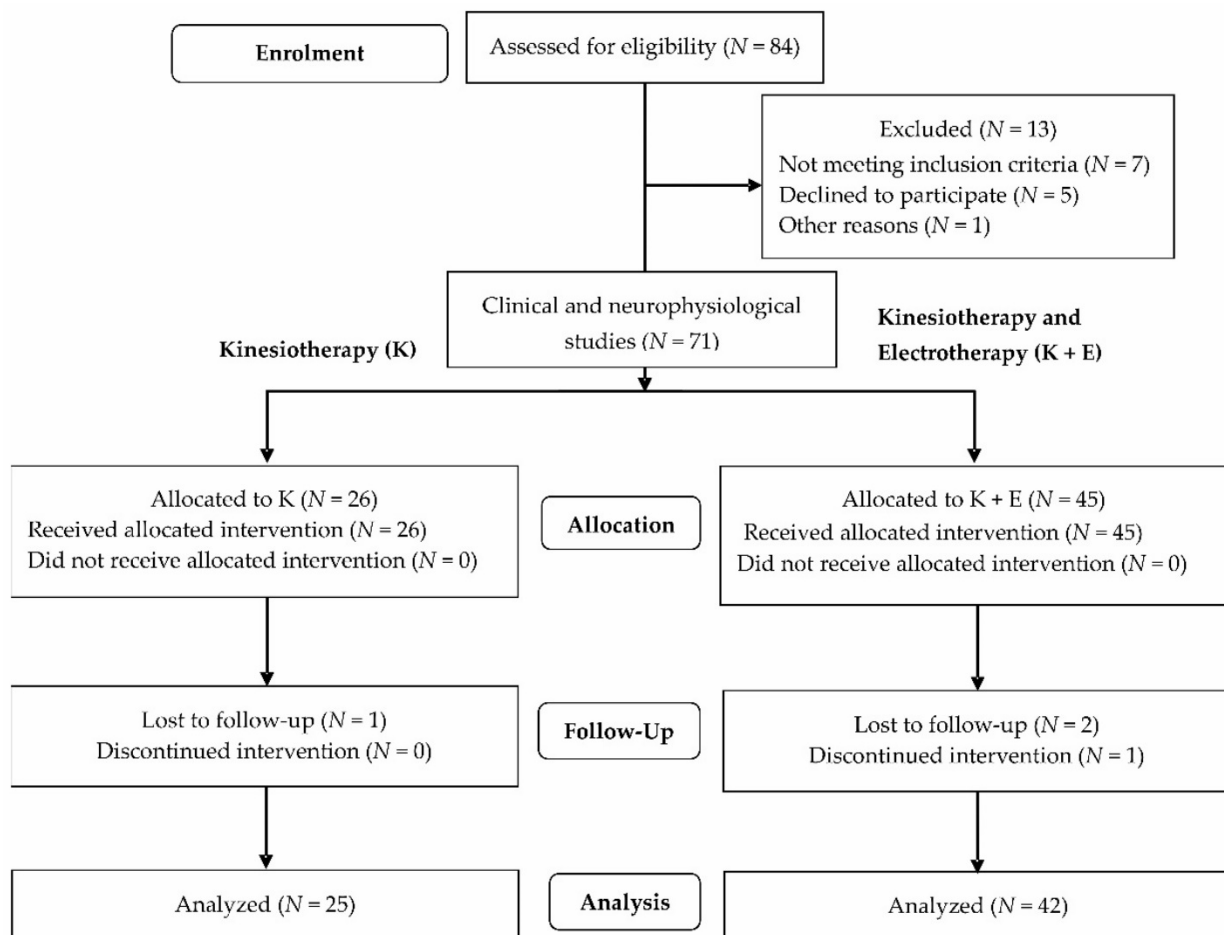 Enrolment
Assessed for eligibility (N = 84)
Excluded (N = 13)
Not meeting inclusion criteria (N = 7)
Declined to participate (N = 5)
Other reasons (N = 1)
Clinical and neurophysiological
studies (N = 71)
Kinesiotherapy (K)
Kinesiotherapy and
Electrotherapy (K + E)
Allocated to K (N = 26)
Received allocated intervention (N = 26)
Did not receive allocated intervention (N = 0)
Allocation
Allocated to K + E (N = 45)
Received allocated intervention (N = 45)
Did not receive allocated intervention (N = 0)
Lost to follow-up (N = 1)
Discontinued intervention (N = 0)
Follow-Up
Lost to follow-up (N = 2)
Discontinued intervention (N = 1)
Analyzed (N = 25)
Analysis
Analyzed (N = 42)